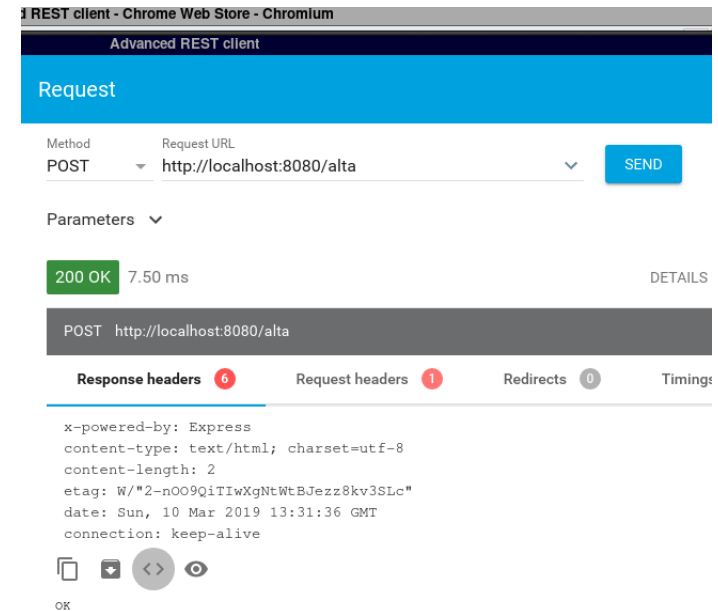 d REST client - Chrome Web Store - Chromium
Advanced REST client
Request
Method
Request URL
POST
http://localhost:8080/alta
SEND
Parameters
200 OK
7.50 ms
DETAILS
POST http://localhost:8080/alta
Response headers 6
Request headers 1
Redirects 0
Timings
x-powered-by: Express
content-type: text/html; charset=utf-8
content-length: 2
etag: W/"2-nOO9QiTIwXgNtWtBJezz8kv3SLc"
date: Sun, 10 Mar 2019 13:31:36 GMT
connection: keep-alive
OK